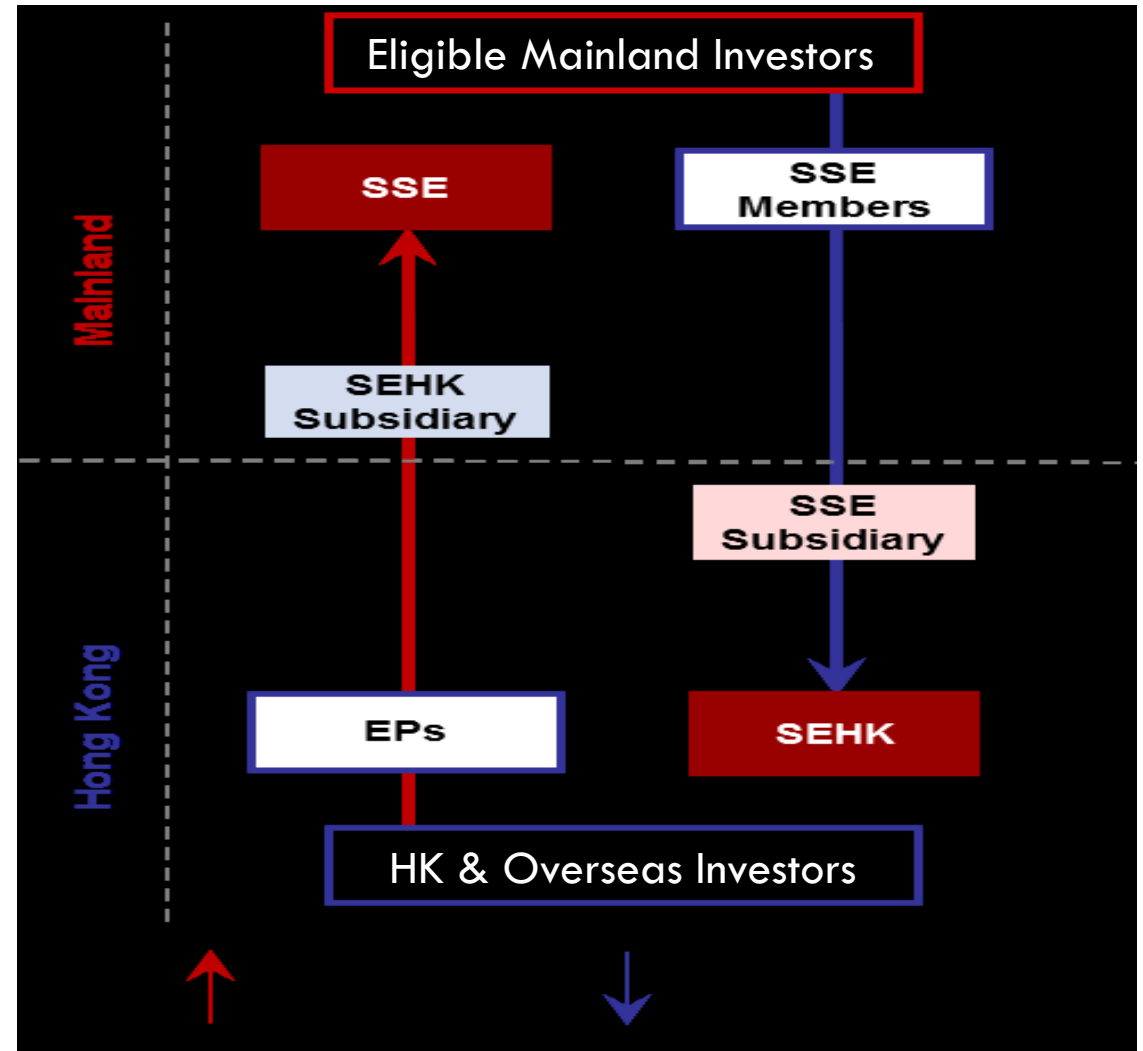 Eligible Mainland Investors
SSE
SSE
Members
Mainland
SEHK
Subsidiary
SSE
Subsidiary
Hong Kong
EPs
SEHK
HK & Overseas Investors